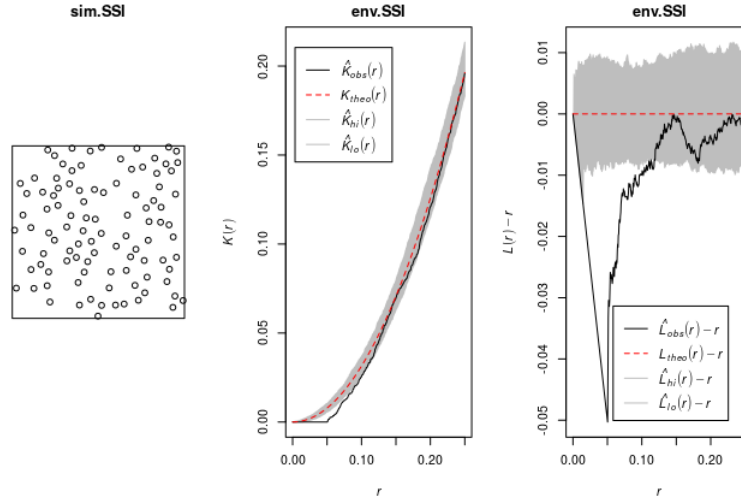 sim.SSI
env.SSI
K̂obs(r)
Ktheo(r)
K̂hi(r)
K̂lo(r)
K(r)
0.00
0.05
0.10
0.15
0.20
0.00
0.10
0.20
r
env.SSI
L(r)−r
0.01
0.00
-0.01
-0.02
-0.03
-0.04
-0.05
L̂obs(r)−r
Ltheo(r)−r
L̂hi(r)−r
L̂lo(r)−r
0.00
0.10
0.20
r